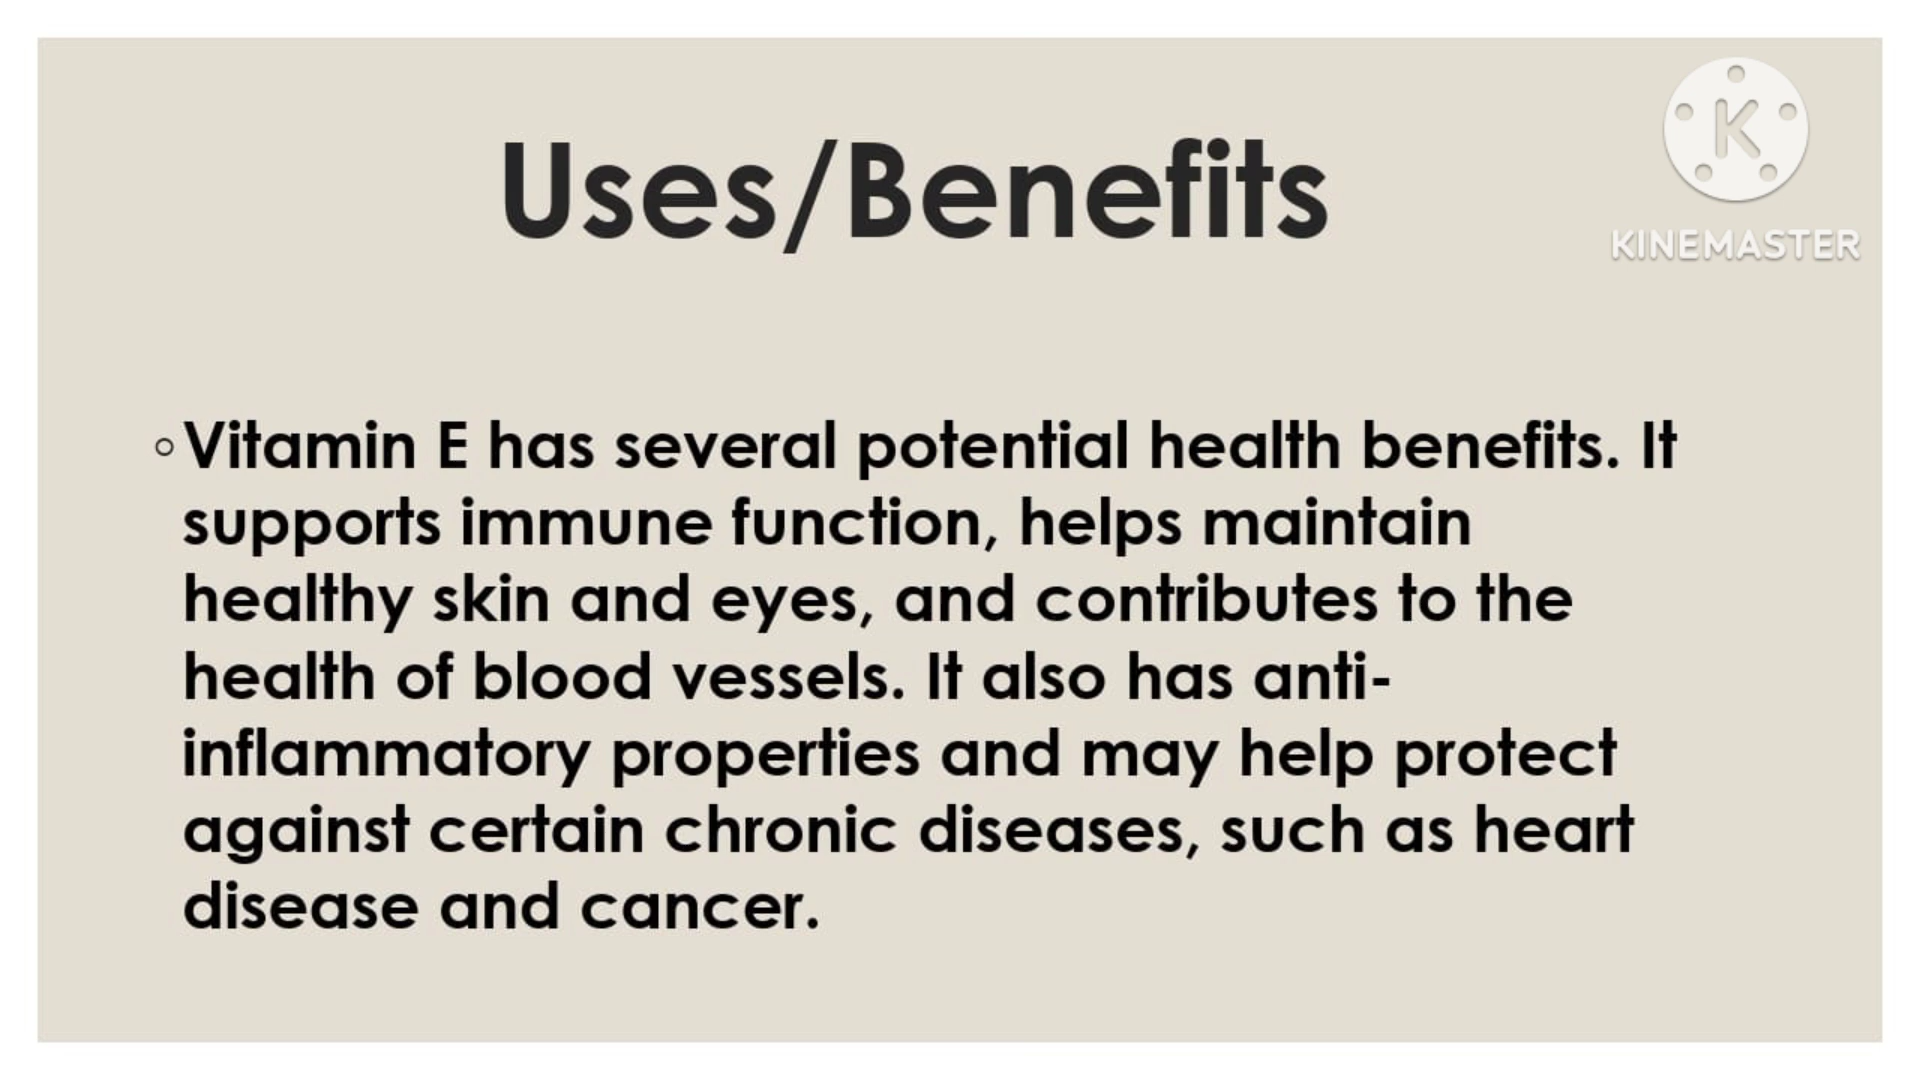 Uses/Benefits
K
KINEMASTER
◦Vitamin E has several potential health benefits. It
supports immune function, helps maintain
healthy skin and eyes, and contributes to the
health of blood vessels. It also has anti-
inflammatory properties and may help protect
against certain chronic diseases, such as heart
disease and cancer.